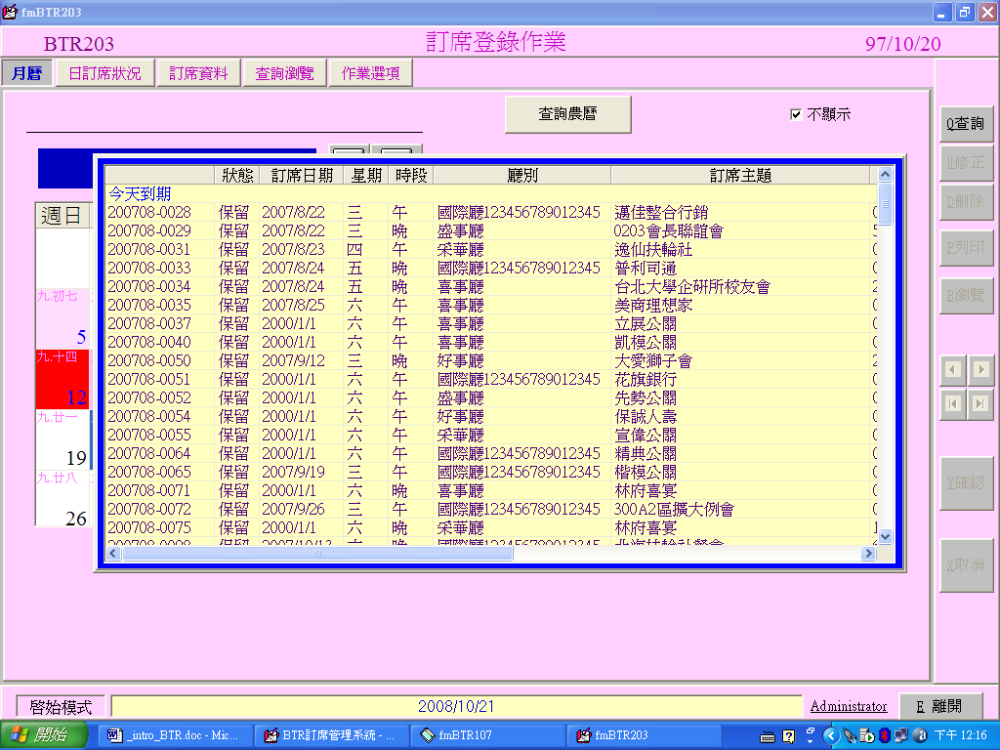 fmBTR203
BTR203 訂席登錄作業 97/10/20
月曆 日訂席狀況 訂席資料 查詢瀏覽 作業選項
查詢農曆 不顯示
狀態 訂席日期 星期 時段 廳別 訂席主題
今天到期
200708-0028 保留 2007/8/22 三 午 國際廳123456789012345 邁佳整合行銷
200708-0029 保留 2007/8/22 三 晚 盛事廳 0203會長聯誼會
200708-0031 保留 2007/8/23 四 午 采華廳 逸仙扶輪社
200708-0033 保留 2007/8/24 五 晚 國際廳123456789012345 普利司通
200708-0034 保留 2007/8/24 五 晚 喜事廳 台北大學企研所校友會
200708-0035 保留 2007/8/25 六 午 喜事廳 美商理想家
200708-0037 保留 2000/1/1 六 午 喜事廳 立展公關
200708-0040 保留 2000/1/1 六 午 喜事廳 凱模公關
200708-0050 保留 2007/9/12 三 晚 好事廳 大愛獅子會
200708-0051 保留 2000/1/1 六 午 國際廳123456789012345 花旗銀行
200708-0052 保留 2000/1/1 六 午 盛事廳 先勢公關
200708-0054 保留 2000/1/1 六 午 好事廳 保誠人壽
200708-0055 保留 2000/1/1 六 午 采華廳 宣偉公關
200708-0064 保留 2000/1/1 六 午 國際廳123456789012345 精典公關
200708-0065 保留 2007/9/19 三 午 國際廳123456789012345 楷模公關
200708-0071 保留 2000/1/1 六 晚 喜事廳 林府喜宴
200708-0072 保留 2007/9/26 三 午 國際廳123456789012345 300A2區擴大例會
200708-0075 保留 2000/1/1 六 晚 采華廳 林府喜宴
週日
九.初七
5
九.十四
12
九.廿一
19
九.廿八
26
Q查詢
U修正
D刪除
P列印
B瀏覽
Y確認
X取消
啓始模式 2008/10/21 Administrator E 離開
開始 _intro_BTR.doc - Mic... BTR訂席管理系統 - ... fmBTR107 fmBTR203 下午 12:16